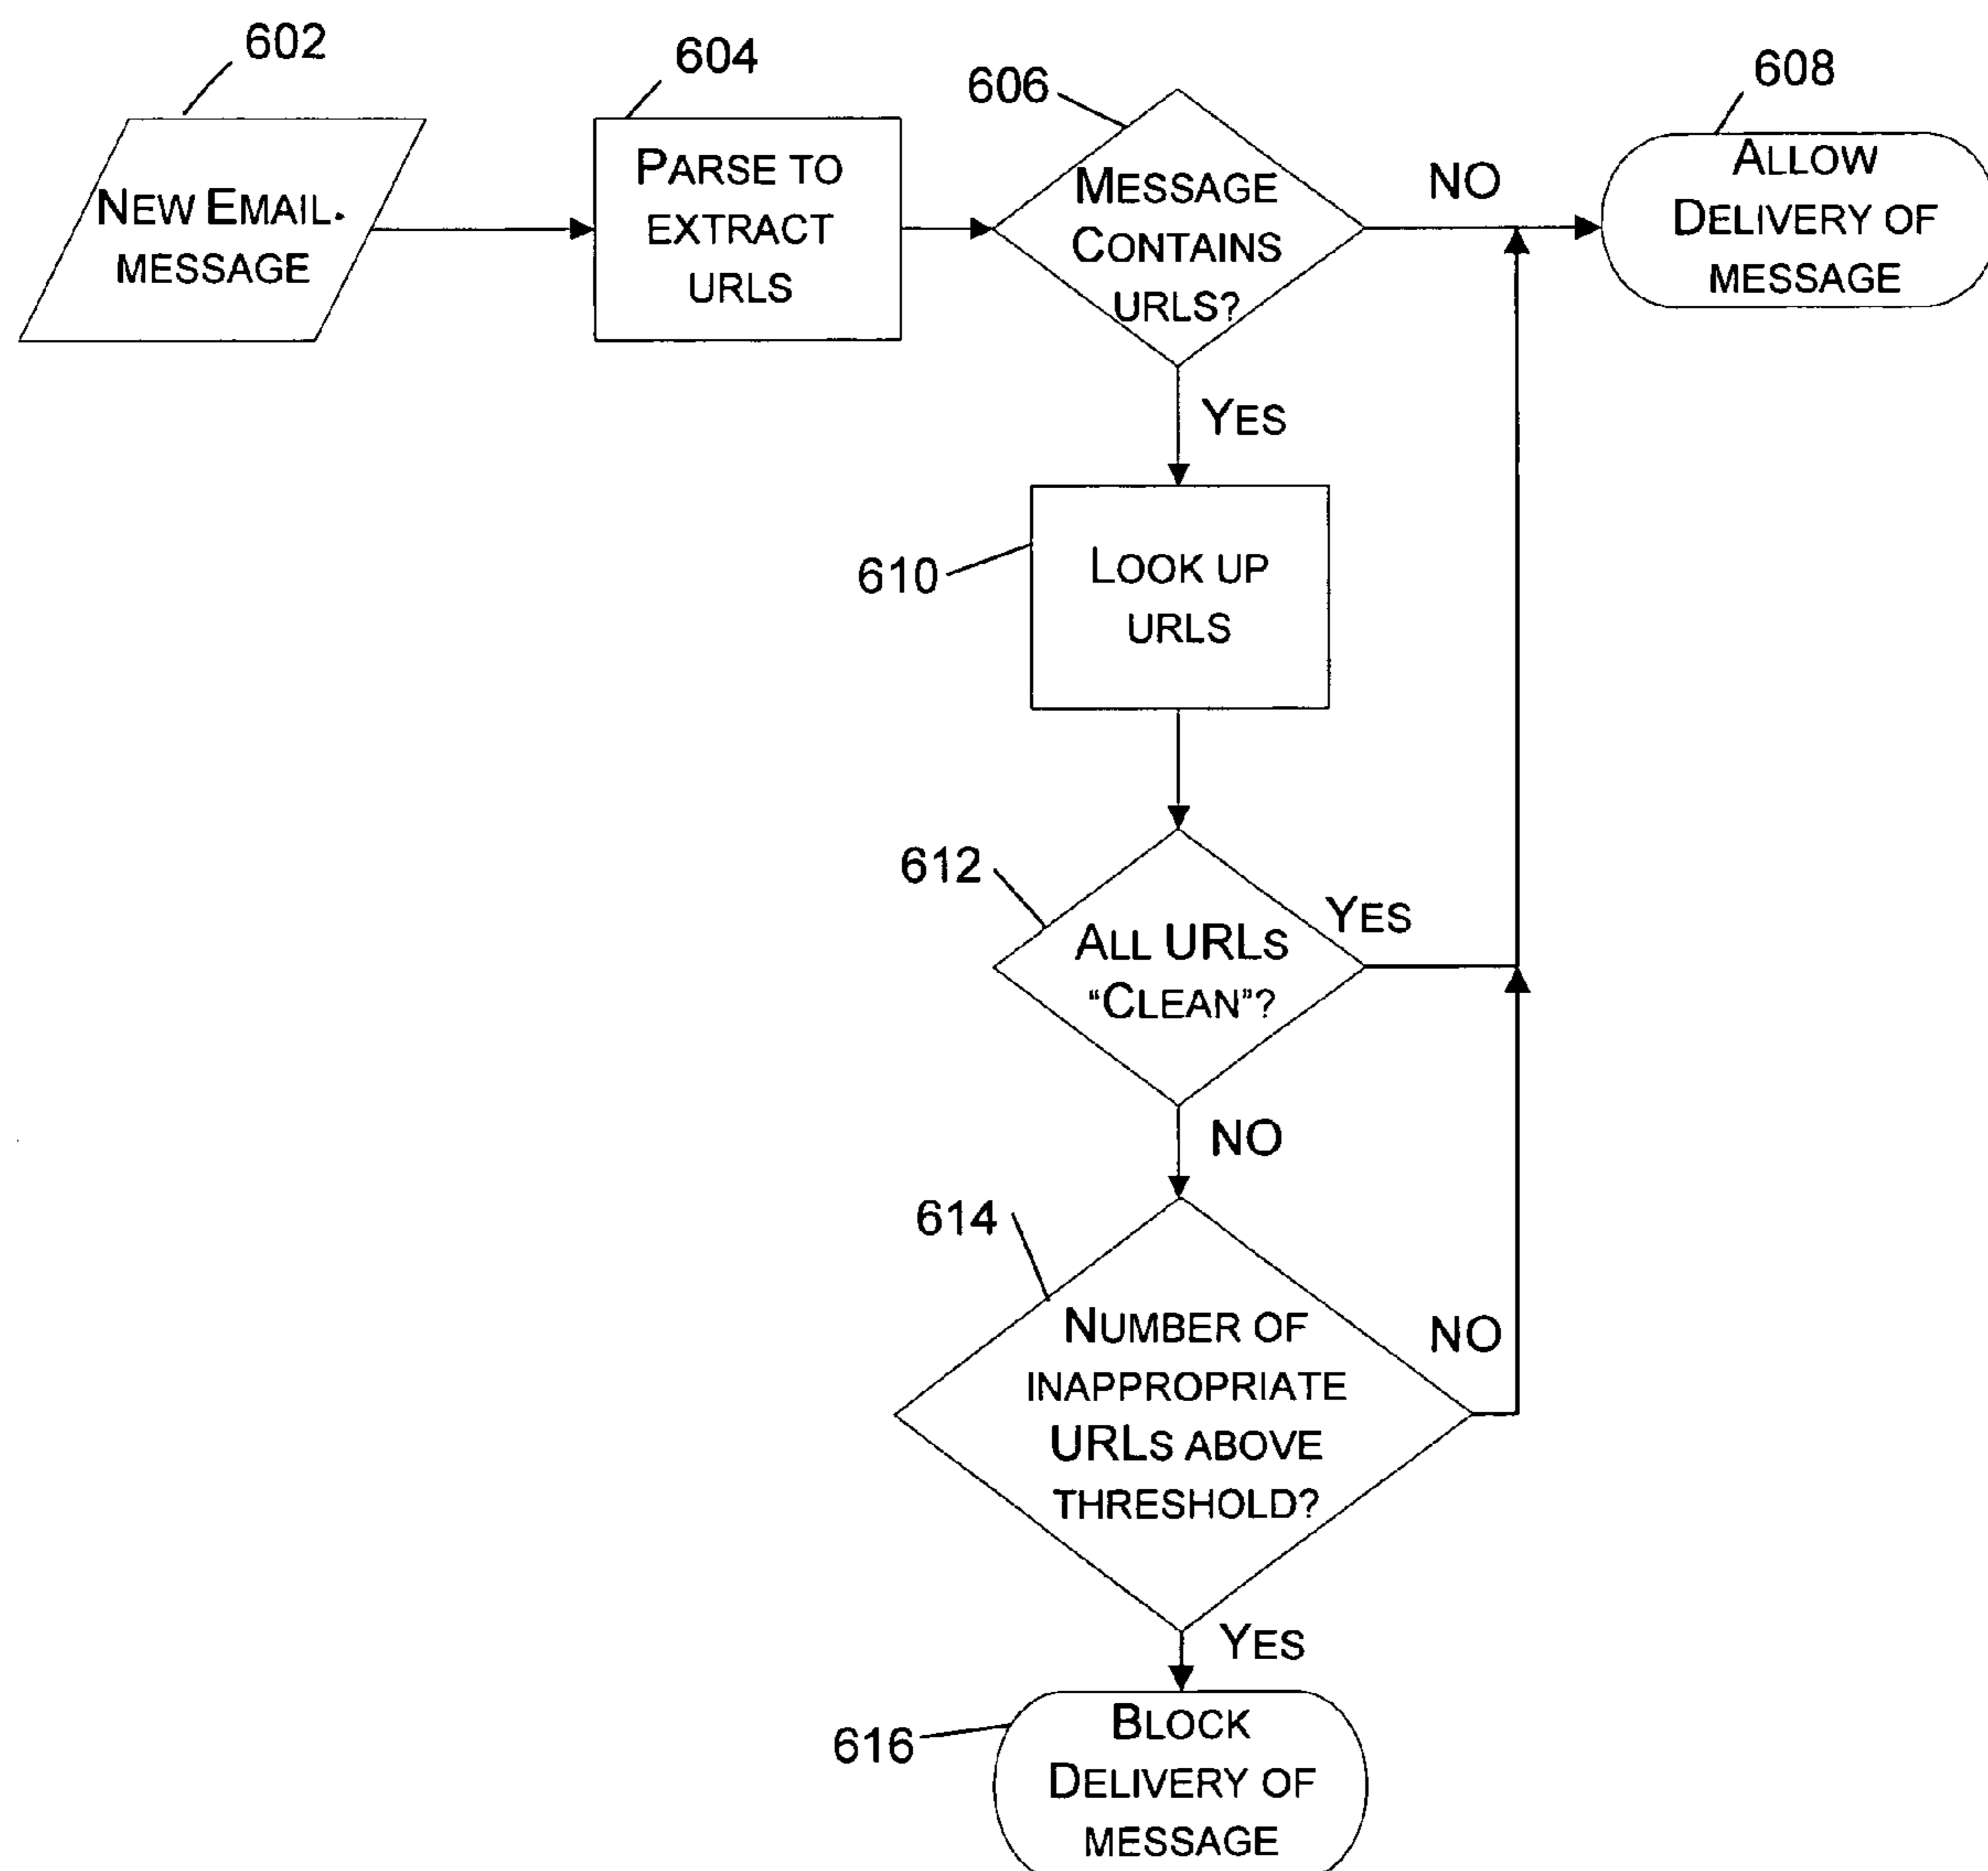 602
NEW EMAIL.
MESSAGE
604
PARSE TO
EXTRACT
URLS
606
MESSAGE
CONTAINS
URLS?
NO
608
ALLOW
DELIVERY OF
MESSAGE
YES
610
LOOK UP
URLS
612
ALL URLS
“CLEAN”?
YES
NO
614
NUMBER OF
INAPPROPRIATE
URLS ABOVE
THRESHOLD?
NO
YES
616
BLOCK
DELIVERY OF
MESSAGE